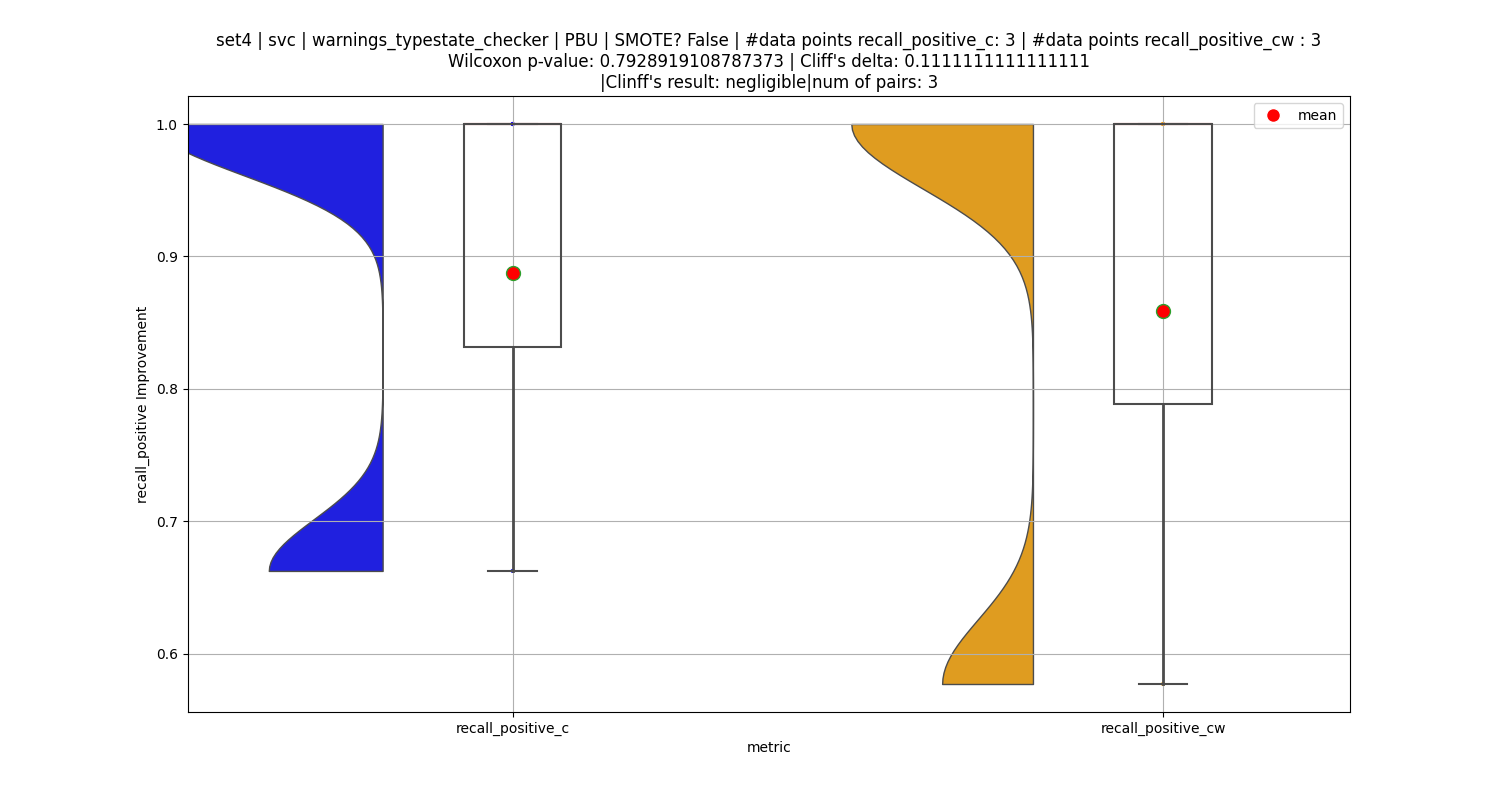 set4 | svc | warnings_typestate_checker | PBU | SMOTE? False | #data points recall_positive_c: 3 | #data points recall_positive_cw : 3
Wilcoxon p-value: 0.7928919108787373 | Cliff's delta: 0.1111111111111111
|Clinff's result: negligible|num of pairs: 3
mean
1.0
0.9
0.8
0.7
0.6
recall_positive Improvement
recall_positive_c
recall_positive_cw
metric